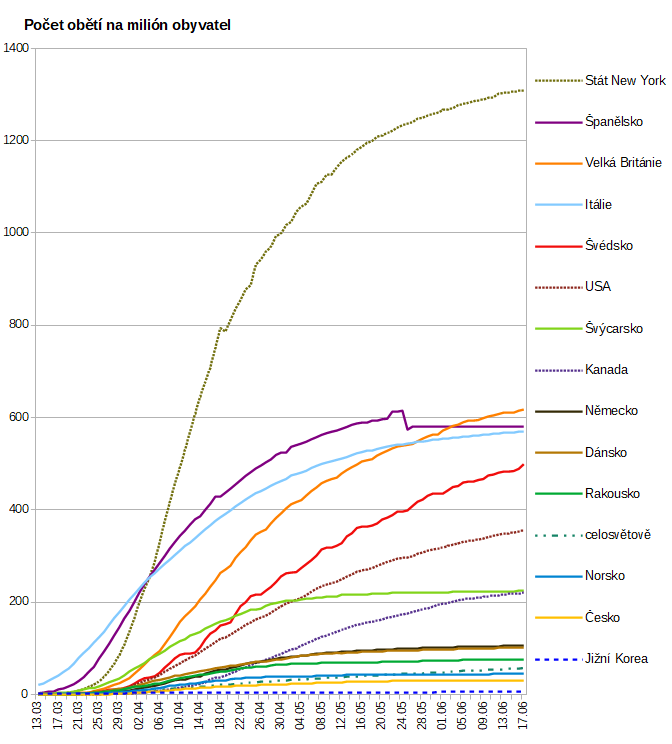 Počet obětí na milión obyvatel
1400
1200
1000
800
600
400
200
0
13.03
17.03
21.03
25.03
29.03
02.04
06.04
10.04
14.04
18.04
22.04
26.04
30.04
04.05
08.05
12.05
16.05
20.05
24.05
28.05
01.06
05.06
09.06
13.06
17.06
Stát New York
Španělsko
Velká Británie
Itálie
Švédsko
USA
Švýcarsko
Kanada
Německo
Dánsko
Rakousko
celosvětově
Norsko
Česko
Jižní Korea